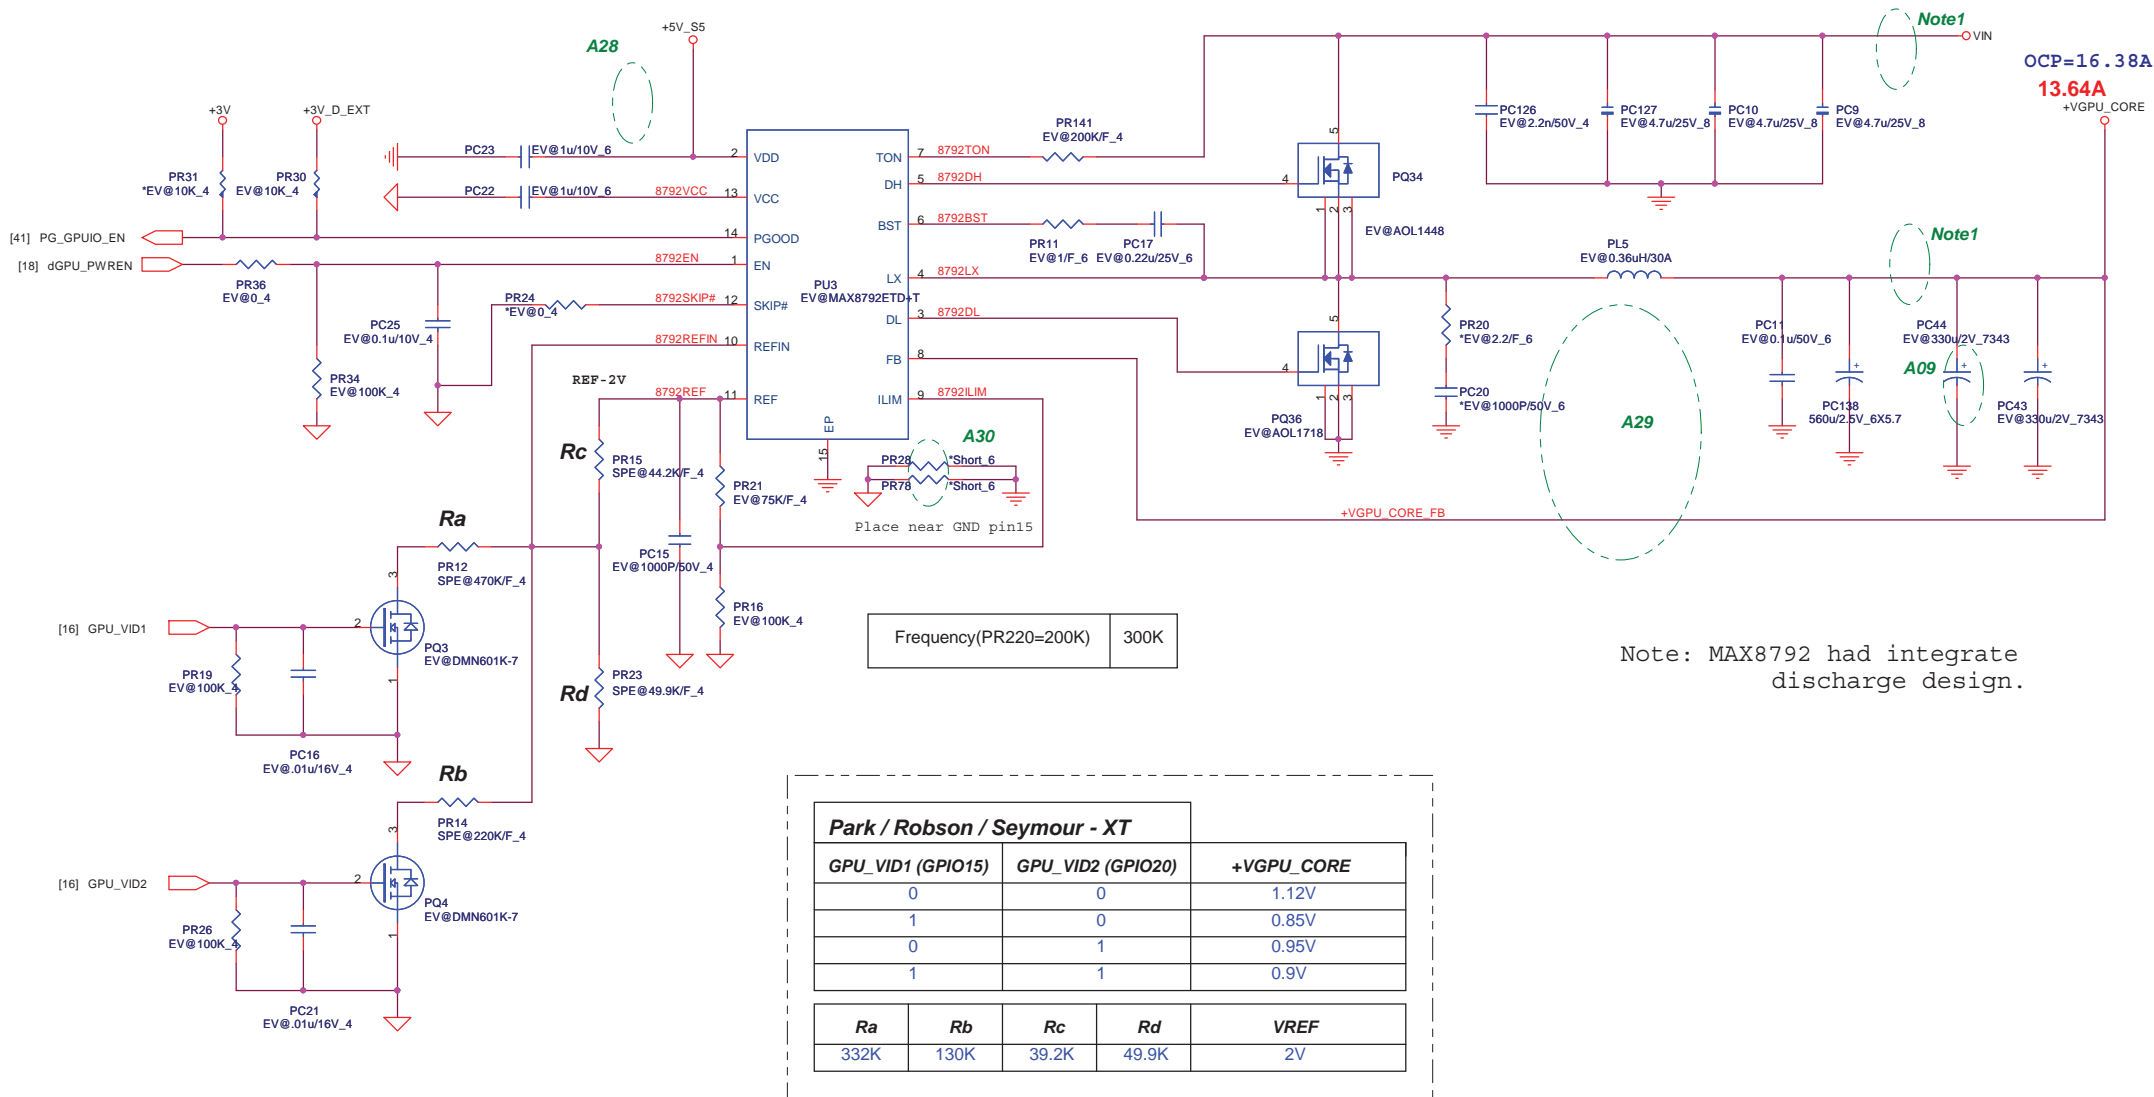 +5V_S5
A28
Note1
VIN
OCP=16.38A
13.64A
+VGPU_CORE
+3V
+3V_D_EXT
PC126
EV@2.2n/50V_4
PC127
EV@4.7u/25V_8
PC10
EV@4.7u/25V_8
PC9
EV@4.7u/25V_8
PR141
EV@200K/F_4
PC23
EV@1u/10V_6
2
VDD
TON
7
8792TON
PR31
*EV@10K_4
PR30
EV@10K_4
PC22
EV@1u/10V_6
8792VCC
13
VCC
DH
5
8792DH
4
5
1
2
3
PQ34
EV@AOL1448
BST
6
8792BST
PR11
EV@1/F_6
PC17
EV@0.22u/25V_6
[41] PG_GPUIO_EN
14
PGOOD
[18] dGPU_PWREN
PR36
EV@0_4
8792EN
1
EN
LX
4
8792LX
PU3
EV@MAX8792ETD+T
PL5
EV@0.36uH/30A
Note1
PR24
*EV@0_4
8792SKIP#
12
SKIP#
DL
3
8792DL
PC25
EV@0.1u/10V_4
8792REFIN
10
REFIN
FB
8
4
5
1
2
3
PQ36
EV@AOL1718
PR20
*EV@2.2/F_6
PC20
*EV@1000P/50V_6
PC11
EV@0.1u/50V_6
PC44
EV@330u/2V_7343
A09
+
+
+
PC138
560u/2.5V_6X5.7
PC43
EV@330u/2V_7343
A29
PR34
EV@100K_4
REF-2V
8792REF
11
REF
ILIM
9
8792ILIM
EP
15
A30
PR28
*Short_6
PR78
*Short_6
Place near GND pin15
+VGPU_CORE_FB
Rc
PR15
SPE@44.2K/F_4
PR21
EV@75K/F_4
Ra
PR12
SPE@470K/F_4
PC15
EV@1000P/50V_4
PR16
EV@100K_4
[16] GPU_VID1
2
3
1
PQ3
EV@DMN601K-7
PR19
EV@100K_4
PC16
EV@.01u/16V_4
Rd
PR23
SPE@49.9K/F_4
Frequency(PR220=200K) 300K
Note: MAX8792 had integrate
discharge design.
Rb
PR14
SPE@220K/F_4
[16] GPU_VID2
2
3
1
PQ4
EV@DMN601K-7
PR26
EV@100K_4
PC21
EV@.01u/16V_4
Park / Robson / Seymour - XT
GPU_VID1 (GPIO15) GPU_VID2 (GPIO20) +VGPU_CORE
0 0 1.12V
1 0 0.85V
0 1 0.95V
1 1 0.9V
Ra Rb Rc Rd VREF
332K 130K 39.2K 49.9K 2V